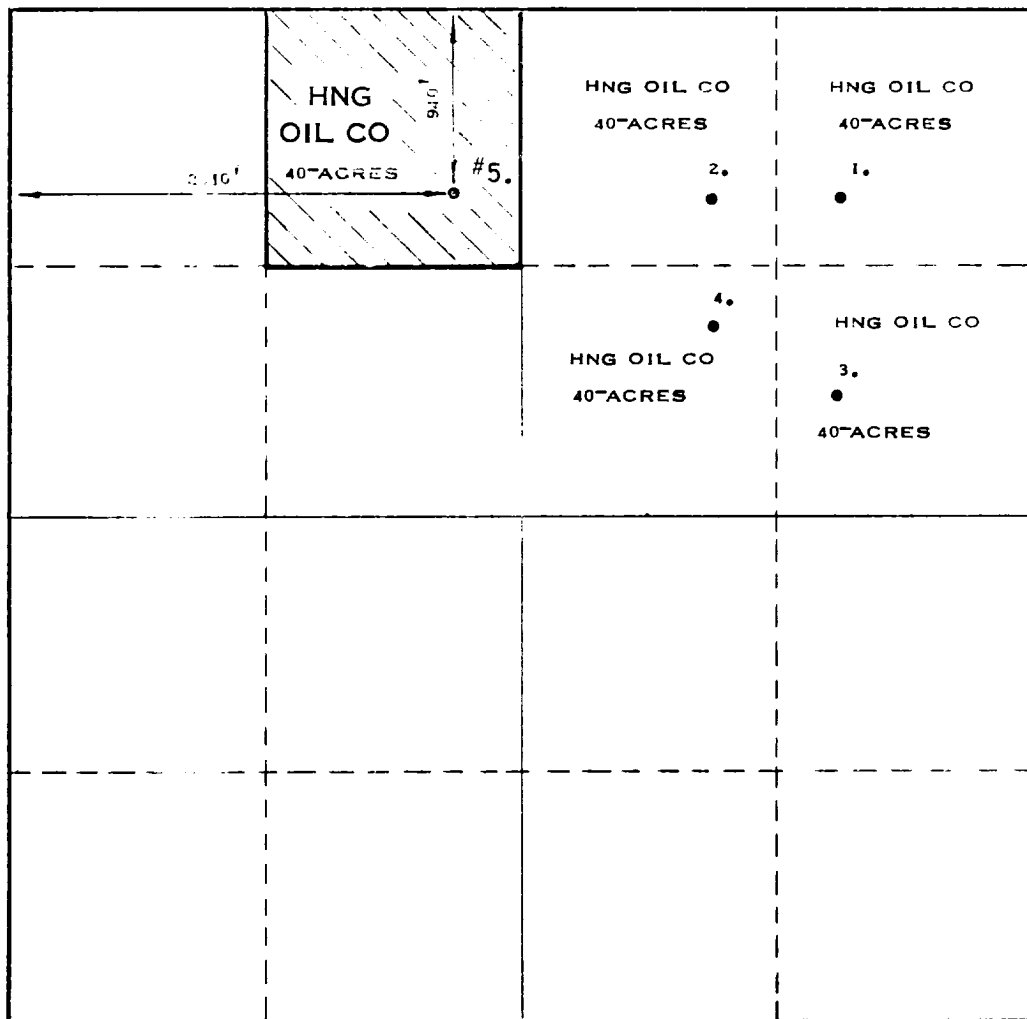 HNG
OIL CO
40-ACRES
940'
#5.
HNG OIL CO
40-ACRES
2.
HNG OIL CO
40-ACRES
1.
4.
HNG OIL CO
40-ACRES
HNG OIL CO
3.
40-ACRES